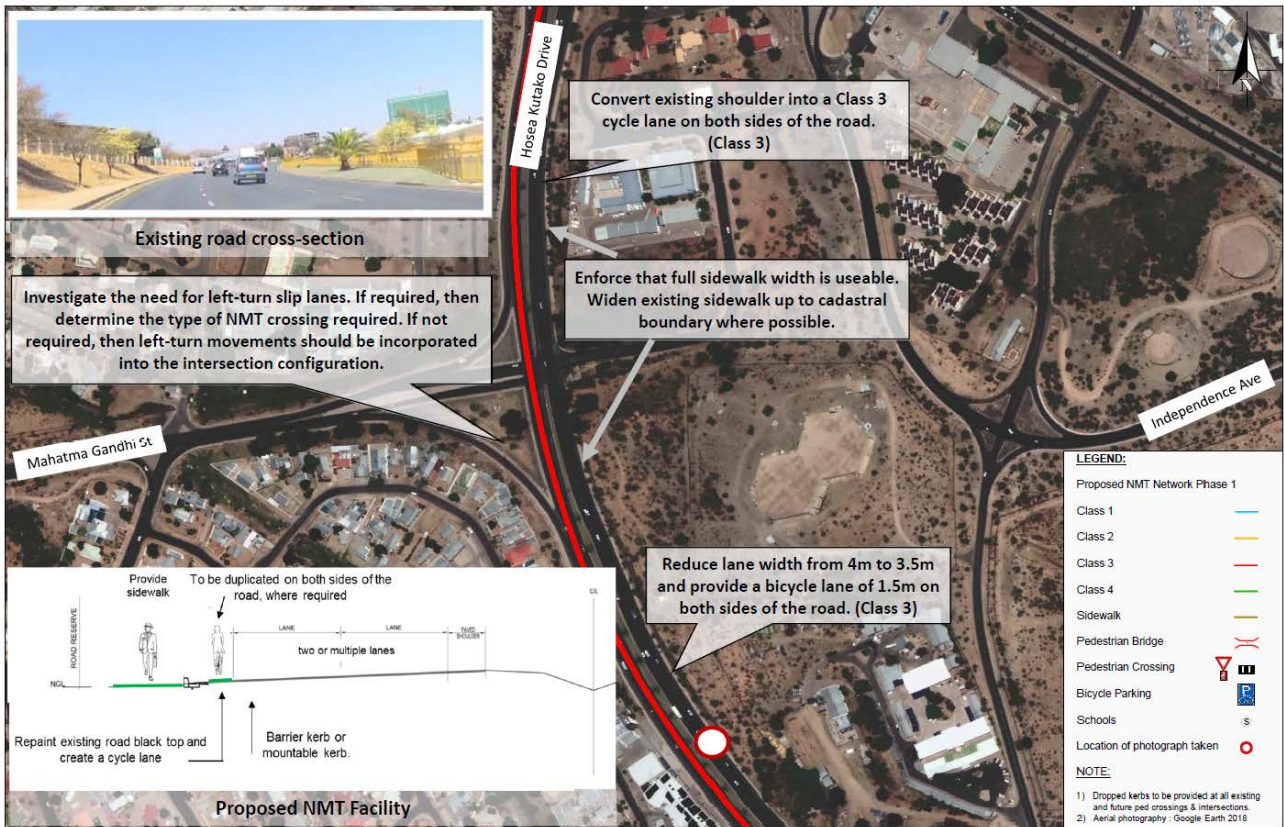 Existing road cross-section
Hosea Kutako Drive
Convert existing shoulder into a Class 3
cycle lane on both sides of the road.
(Class 3)
Enforce that full sidewalk width is useable.
Widen existing sidewalk up to cadastral
boundary where possible.
Investigate the need for left-turn slip lanes. If required, then
determine the type of NMT crossing required. If not
required, then left-turn movements should be incorporated
into the intersection configuration.
Mahatma Gandhi St
Independence Ave
Reduce lane width from 4m to 3.5m
and provide a bicycle lane of 1.5m on
both sides of the road. (Class 3)
Provide
sidewalk
To be duplicated on both sides of the
road, where required
ROAD RESERVE
LANE
LANE
PAVED
SHOULDER
two or multiple lanes
NGL
Repaint existing road black top and
create a cycle lane
Barrier kerb or
mountable kerb.
Proposed NMT Facility
LEGEND:
Proposed NMT Network Phase 1
Class 1
Class 2
Class 3
Class 4
Sidewalk
Pedestrian Bridge
Pedestrian Crossing
Bicycle Parking
P
Schools
S
Location of photograph taken
NOTE:
1) Dropped kerbs to be provided at all existing
and future ped crossings & intersections.
2) Aerial photography : Google Earth 2018